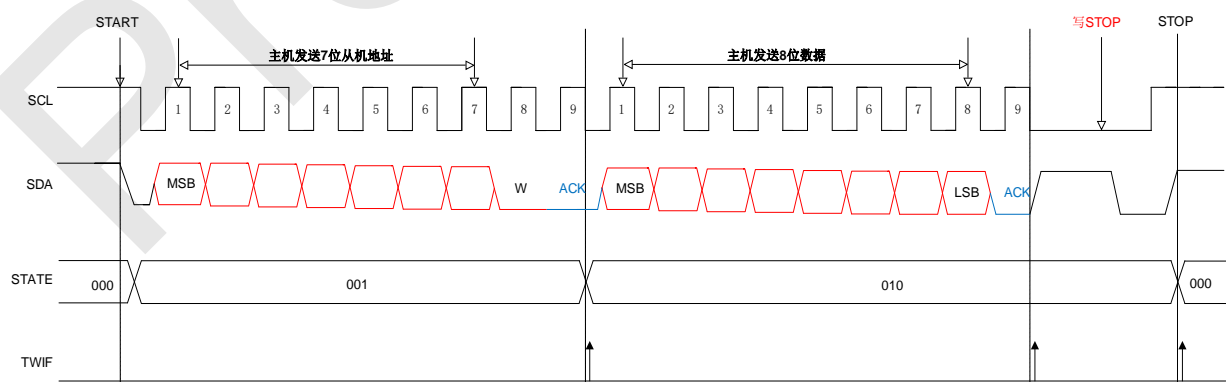 START 写STOP STOP
主机发送7位从机地址 主机发送8位数据
SCL 1 2 3 4 5 6 7 8 9 1 2 3 4 5 6 7 8 9
SDA MSB W ACK MSB LSB ACK
STATE 000 001 010 000
TWIF